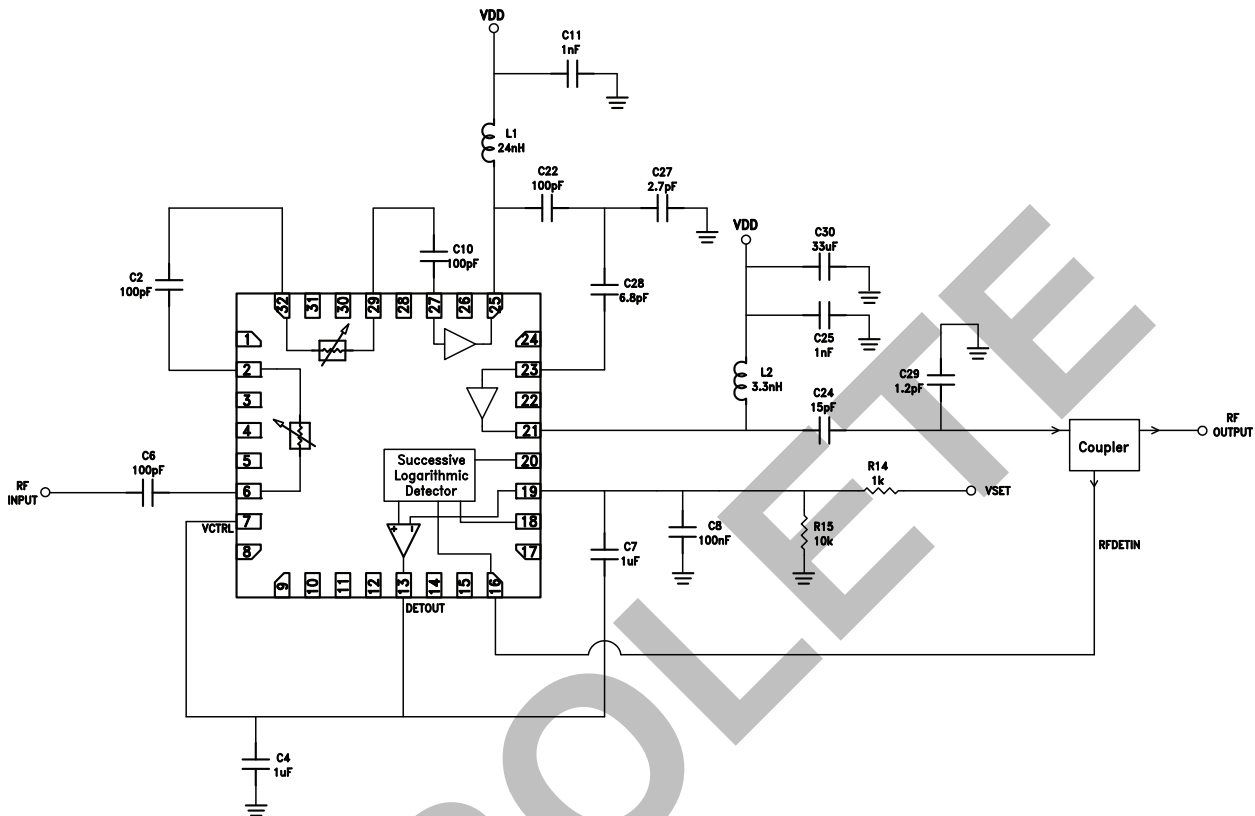 VDD
C11
1nF
L1
24nH
C22
100pF
C27
2.7pF
VDD
C30
33uF
C10
100pF
C2
100pF
C28
6.8pF
32
31
30
29
28
27
26
25
C25
1nF
1
24
L2
3.3nH
C29
1.2pF
2
23
C24
15pF
3
22
RF
OUTPUT
4
21
Coupler
5
Successive
Logarithmic
Detector
20
C6
100pF
R14
1k
RF
INPUT
6
19
VSET
VCTRL
7
+
-
18
C8
100nF
R15
10k
8
17
C7
1uF
RFDETIN
9
10
11
12
13
14
15
16
DETOUT
C4
1uF
OLETE